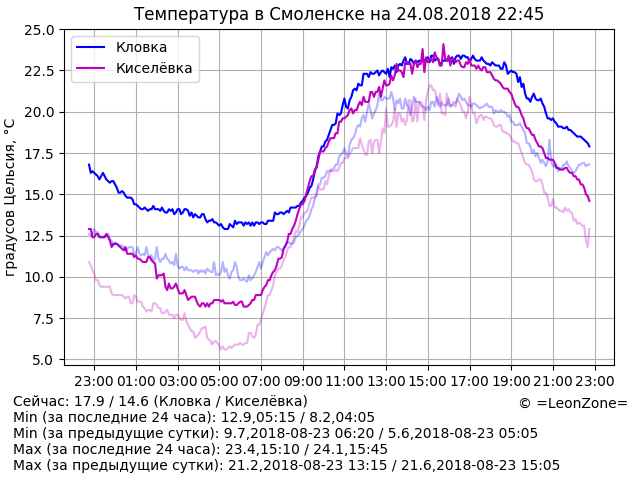 Температура в Смоленске на 24.08.2018 22:45
Кловка
Киселёвка
градусов Цельсия, °C
25.0
22.5
20.0
17.5
15.0
12.5
10.0
7.5
5.0
23:00 01:00 03:00 05:00 07:00 09:00 11:00 13:00 15:00 17:00 19:00 21:00 23:00
Сейчас: 17.9 / 14.6 (Кловка / Киселёвка)
© =LeonZone=
Min (за последние 24 часа): 12.9,05:15 / 8.2,04:05
Min (за предыдущие сутки): 9.7,2018-08-23 06:20 / 5.6,2018-08-23 05:05
Max (за последние 24 часа): 23.4,15:10 / 24.1,15:45
Max (за предыдущие сутки): 21.2,2018-08-23 13:15 / 21.6,2018-08-23 15:05